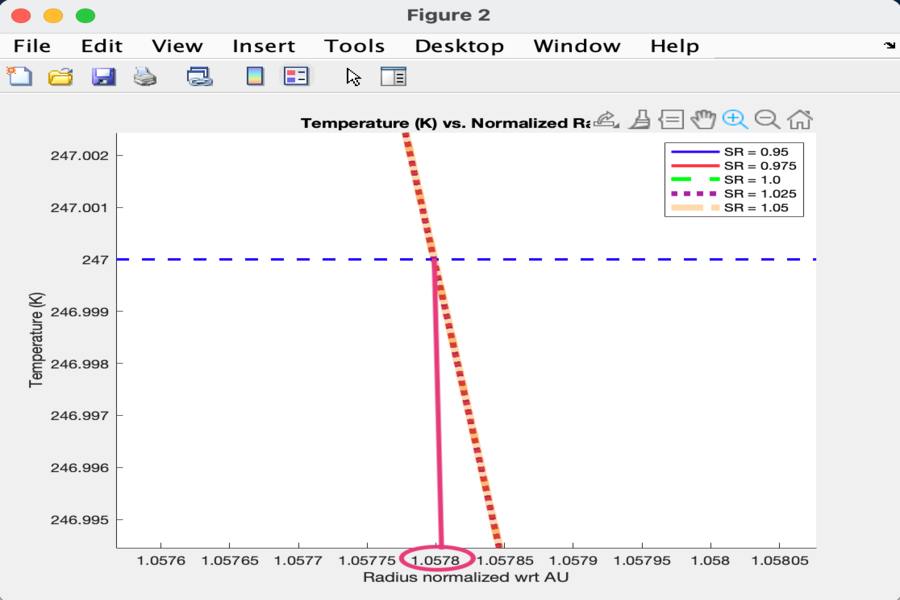 Figure 2
File Edit View Insert Tools Desktop Window Help
Temperature (K) vs. Normalized Ra
SR = 0.95
SR = 0.975
SR = 1.0
SR = 1.025
SR = 1.05
247.002
247.001
247
246.999
246.998
246.997
246.996
246.995
Temperature (K)
1.0576 1.05765 1.0577 1.05775 1.0578 1.05785 1.0579 1.05795 1.058 1.05805
Radius normalized wrt AU